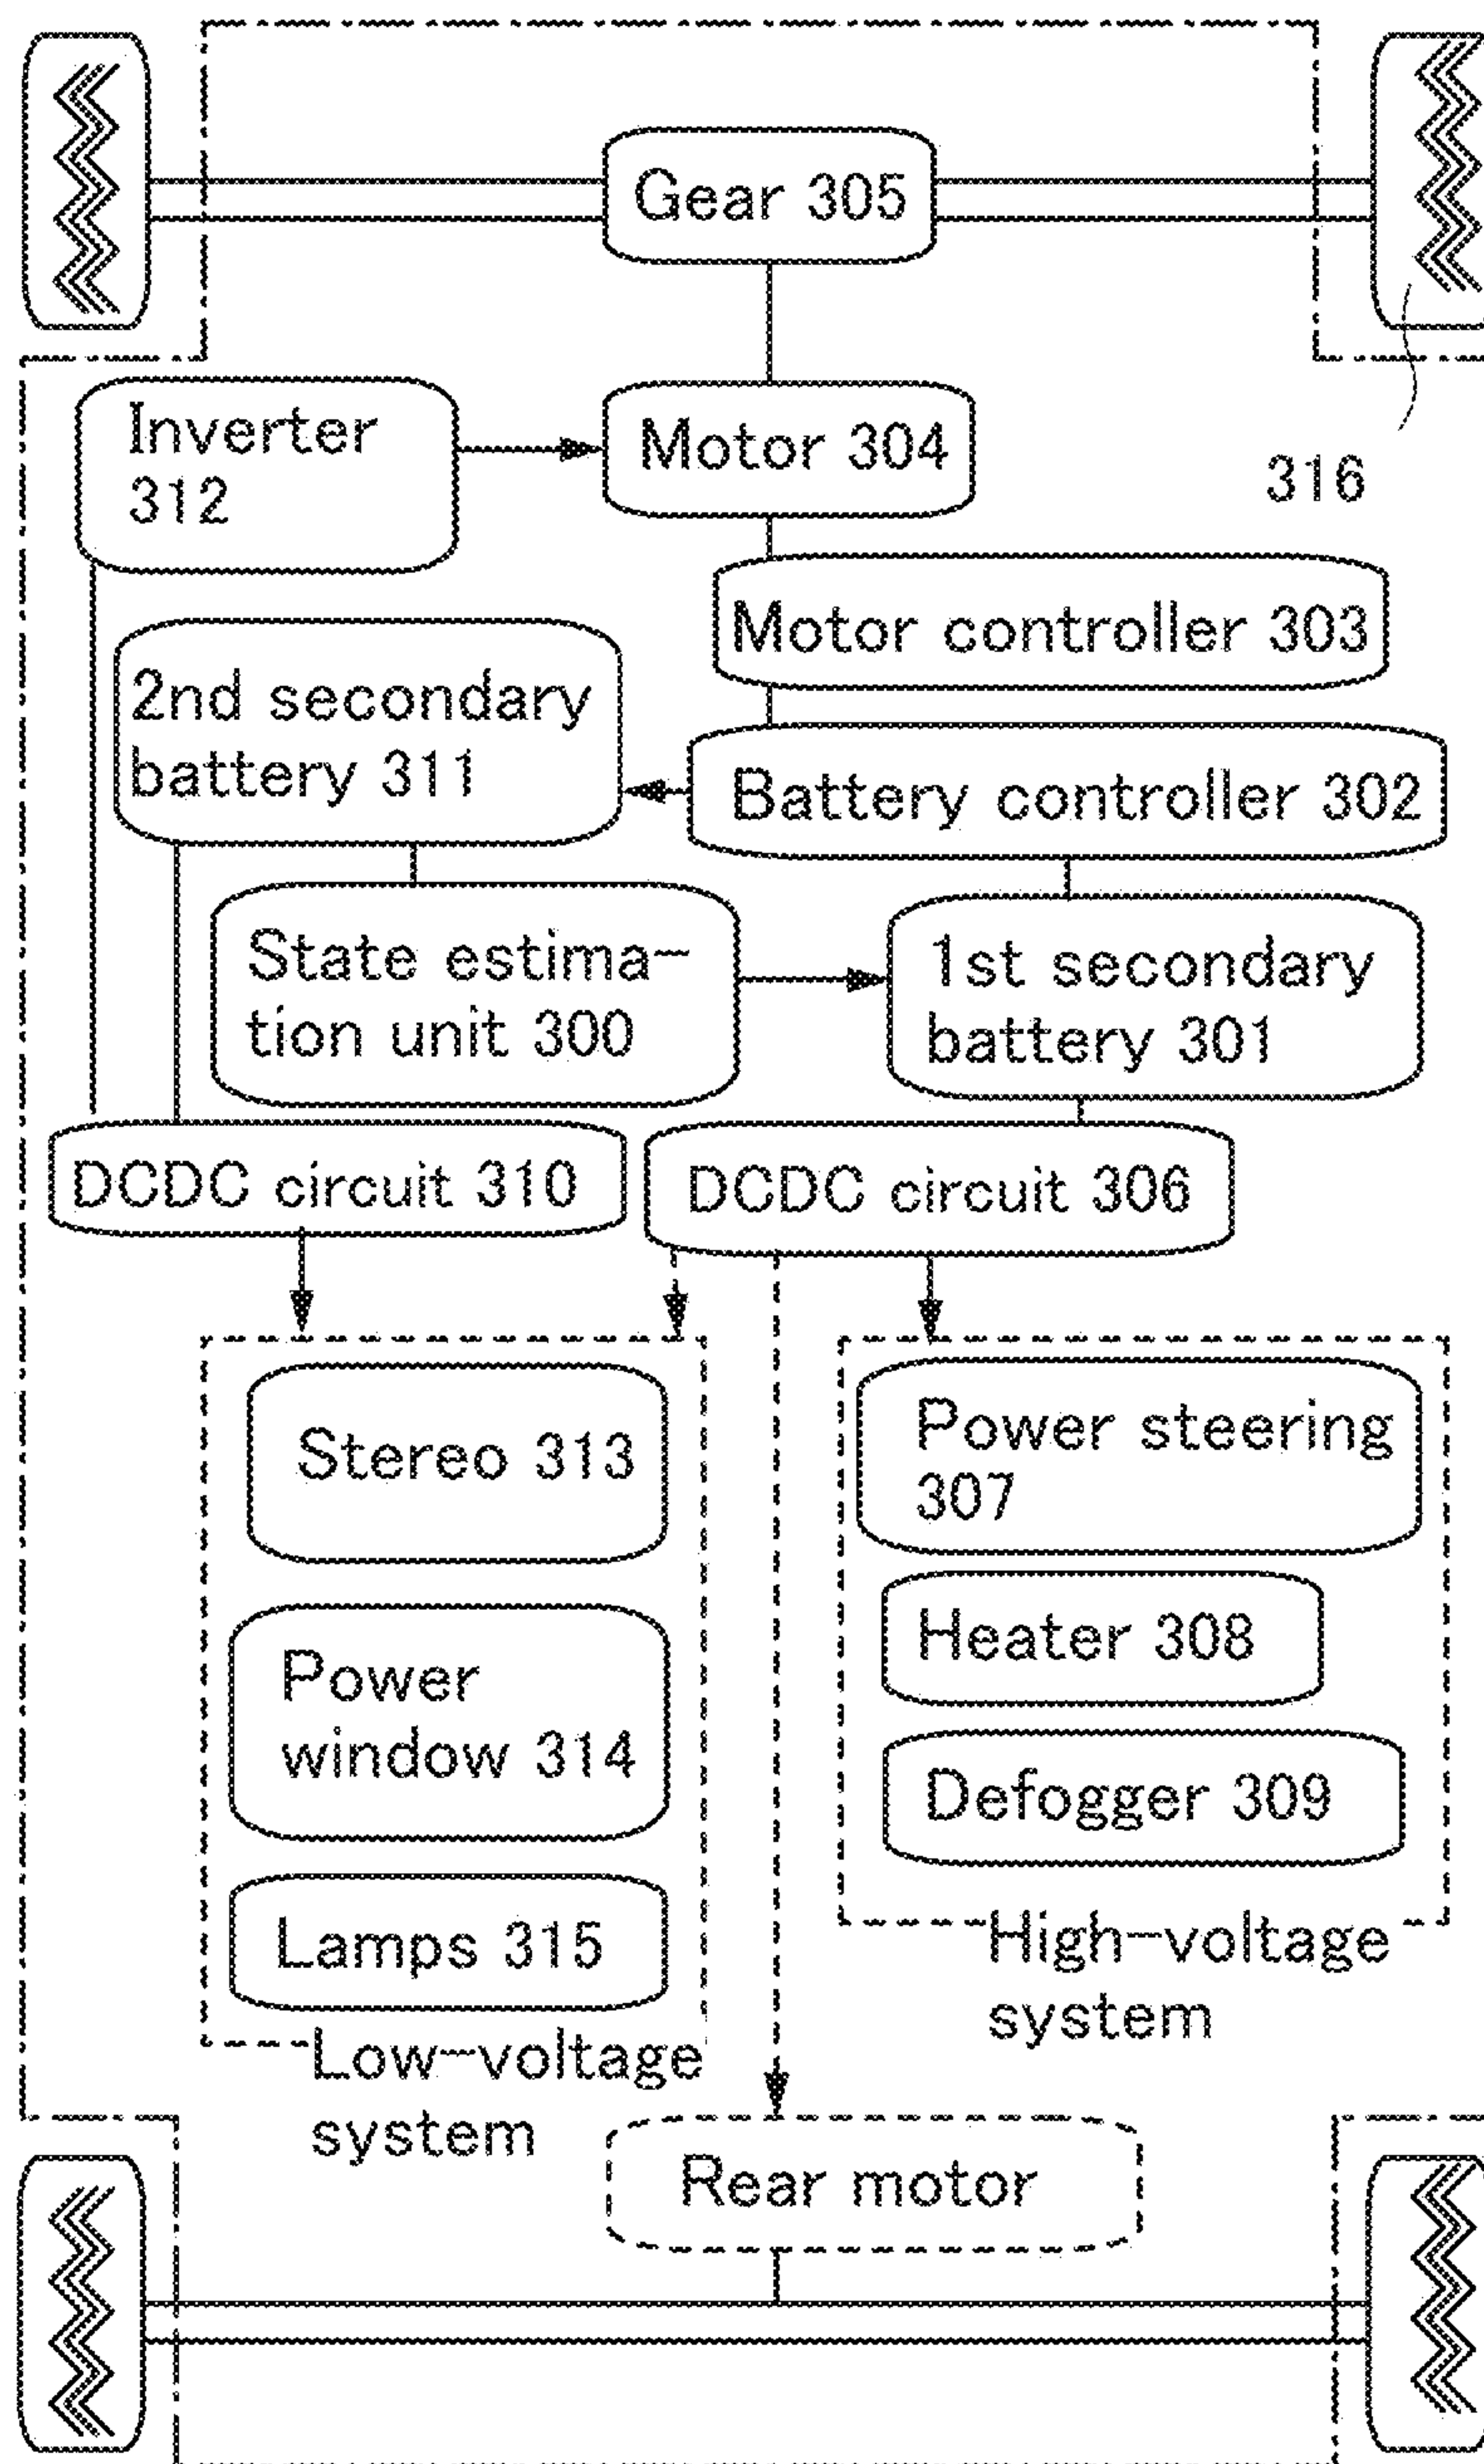 Gear 305
Inverter
312
Motor 304
316
Motor controller 303
2nd secondary
battery 311
Battery controller 302
State estima-
tion unit 300
1st secondary
battery 301
DCDC circuit 310
DCDC circuit 306
Stereo 313
Power
window 314
Lamps 315
Low-voltage
system
Power steering
307
Heater 308
Defogger 309
High-voltage
system
Rear motor